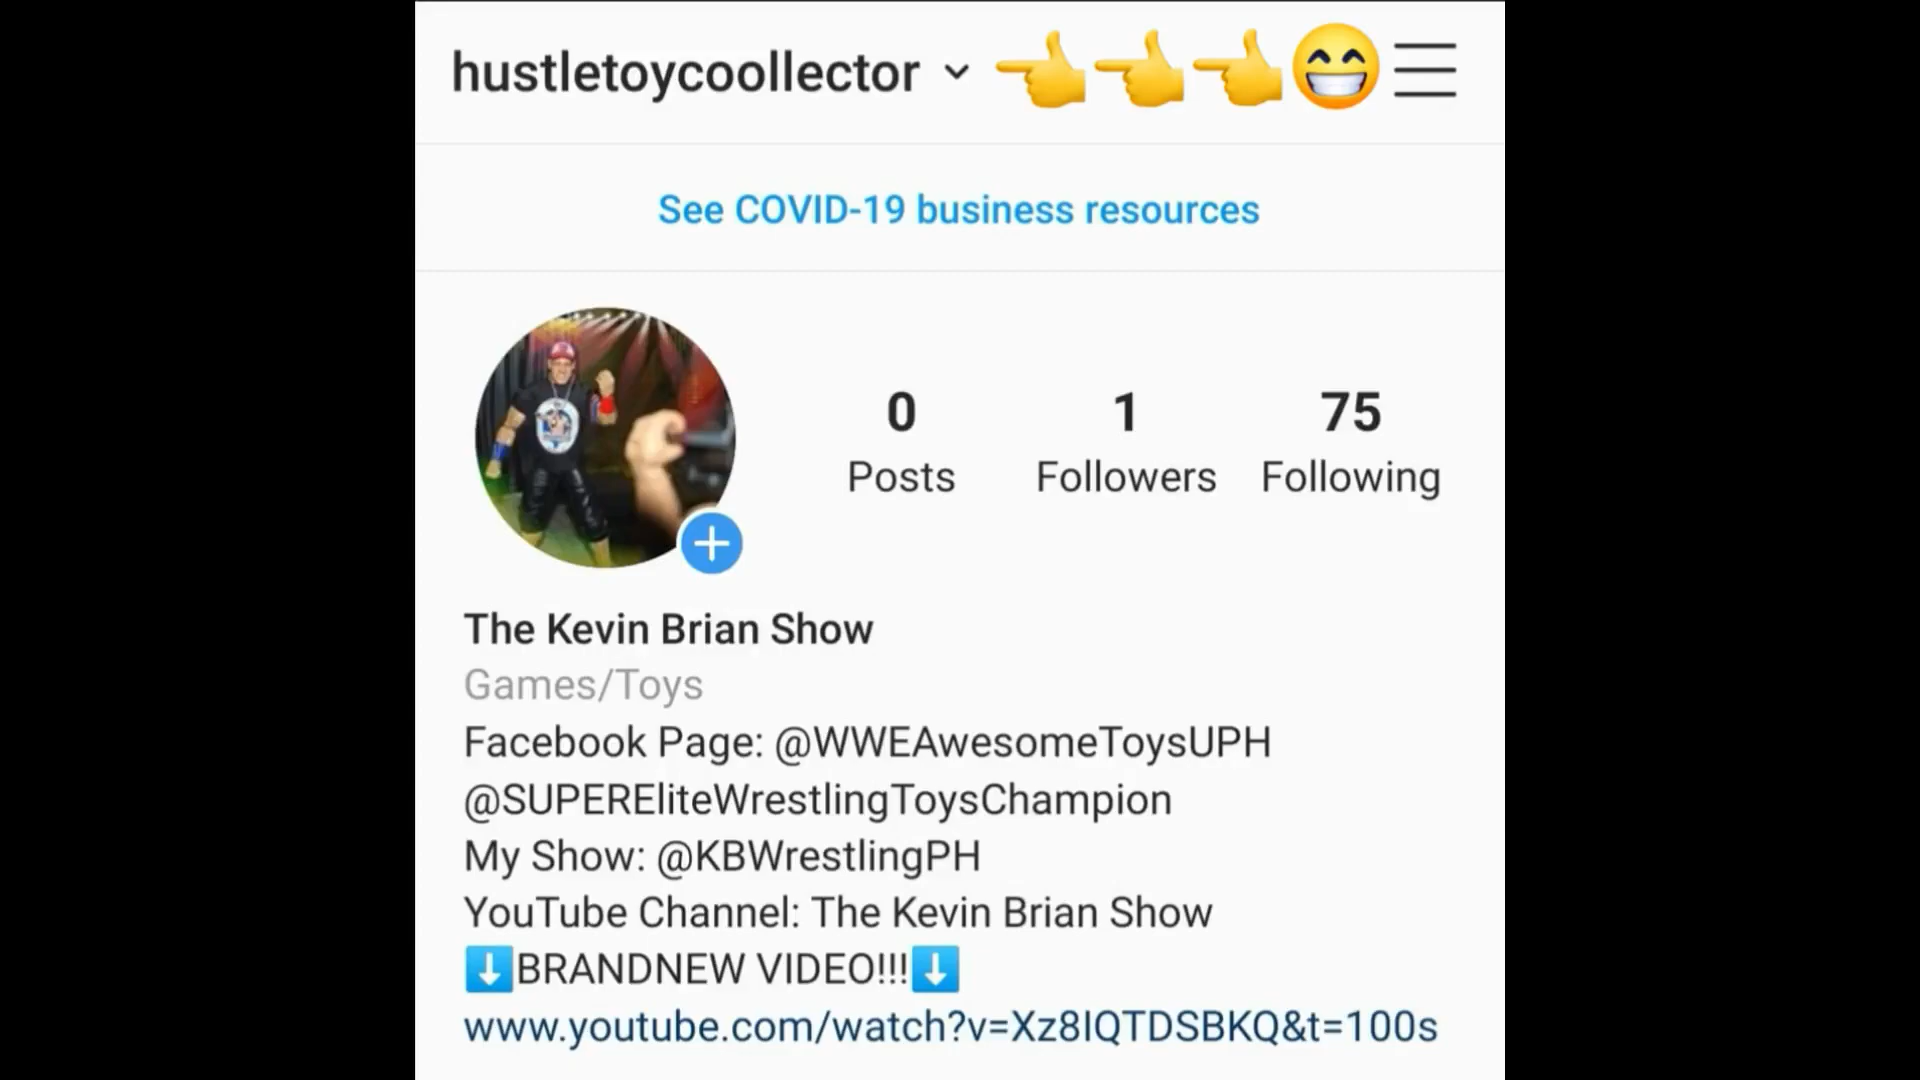 hustletoycoollector
See COVID-19 business resources
0 1 75
Posts Followers Following
The Kevin Brian Show
Games/Toys
Facebook Page: @WWEAwesomeToysUPH
@SUPEREliteWrestlingToysChampion
My Show: @KBWrestlingPH
YouTube Channel: The Kevin Brian Show
⬇️BRANDNEW VIDEO!!!⬇️
www.youtube.com/watch?v=Xz8IQTDSBKQ&t=100s